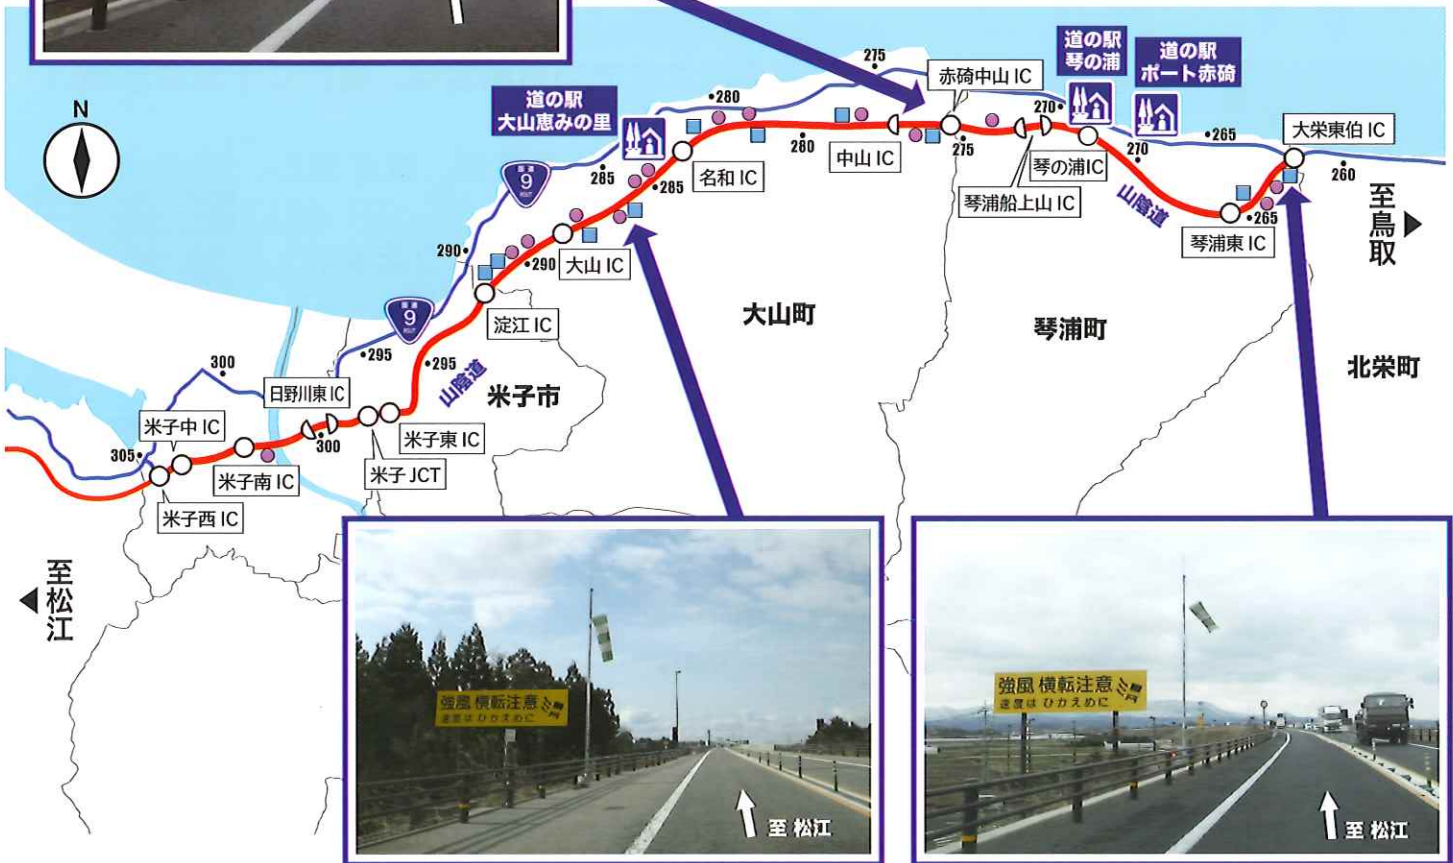 N
275
赤碕中山 IC
道の駅
琴の浦
道の駅
ポート赤碕
道の駅
大山恵みの里
280
270
265
大栄東伯 IC
260
国道
9
ROUTE
285
285
名和 IC
280
中山 IC
275
琴の浦IC
270
琴浦船上山 IC
山陰道
琴浦東 IC
265
至鳥取
290
290
大山 IC
国道
9
ROUTE
淀江 IC
大山町
琴浦町
北栄町
295
295
山陰道
米子市
300
日野川東 IC
300
米子東 IC
米子 JCT
米子中 IC
305
米子南 IC
米子西 IC
至松江
強風 横転注意
速度はひかえめに
至 松江
強風 横転注意
速度はひかえめに
至 松江